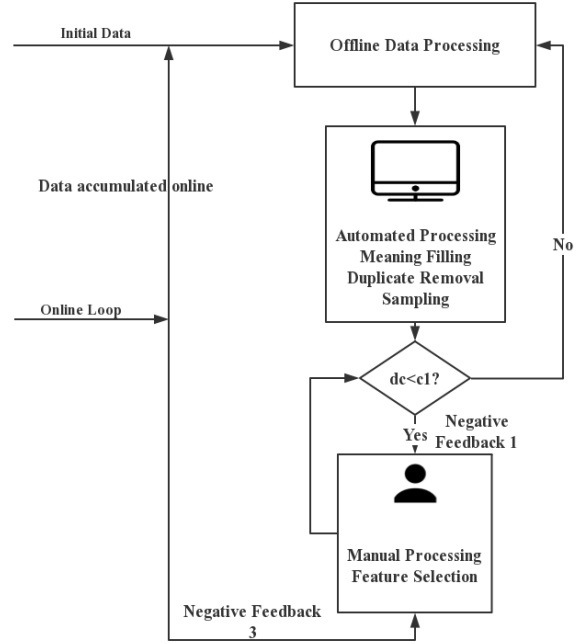 Initial Data
Offline Data Processing
Data accumulated online
Automated Processing
Meaning Filling
Duplicate Removal
Sampling
No
Online Loop
dc<c1?
Yes
Negative
Feedback 1
Manual Processing
Feature Selection
Negative Feedback
3